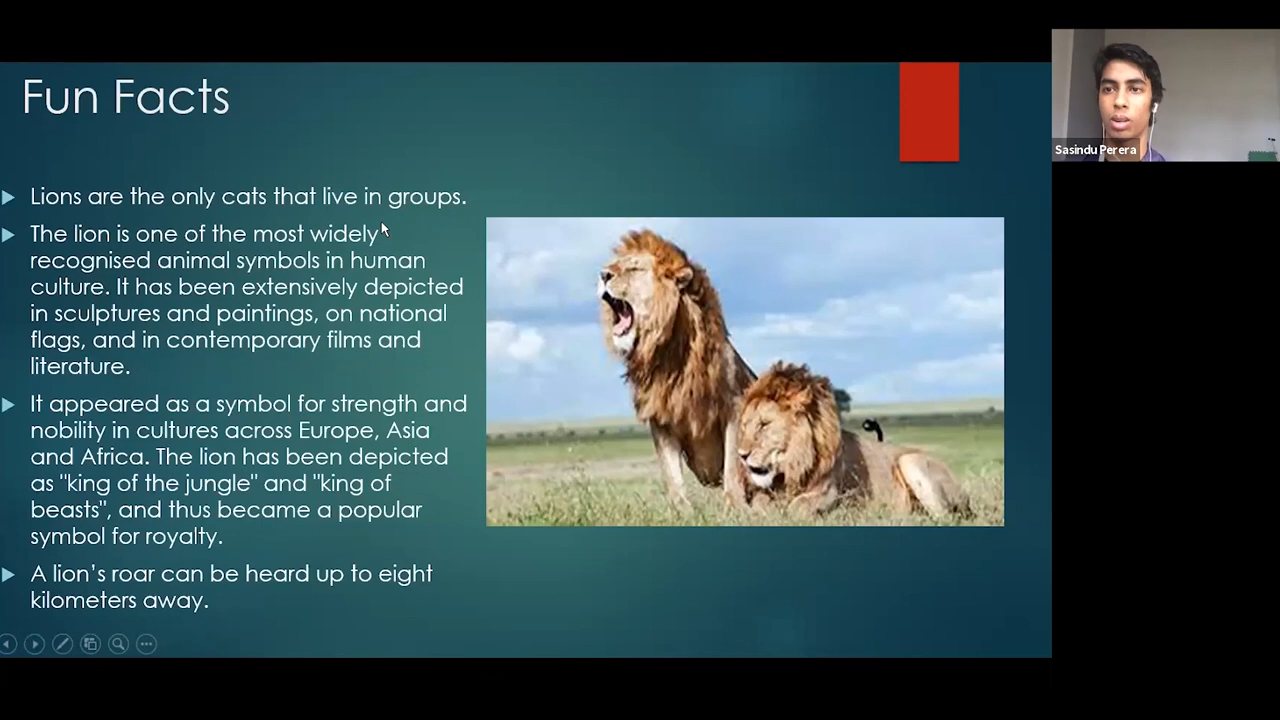 Fun Facts
Lions are the only cats that live in groups.
The lion is one of the most widely
recognised animal symbols in human
culture. It has been extensively depicted
in sculptures and paintings, on national
flags, and in contemporary films and
literature.
It appeared as a symbol for strength and
nobility in cultures across Europe, Asia
and Africa. The lion has been depicted
as "king of the jungle" and "king of
beasts", and thus became a popular
symbol for royalty.
A lion’s roar can be heard up to eight
kilometers away.
Sasindu Perera